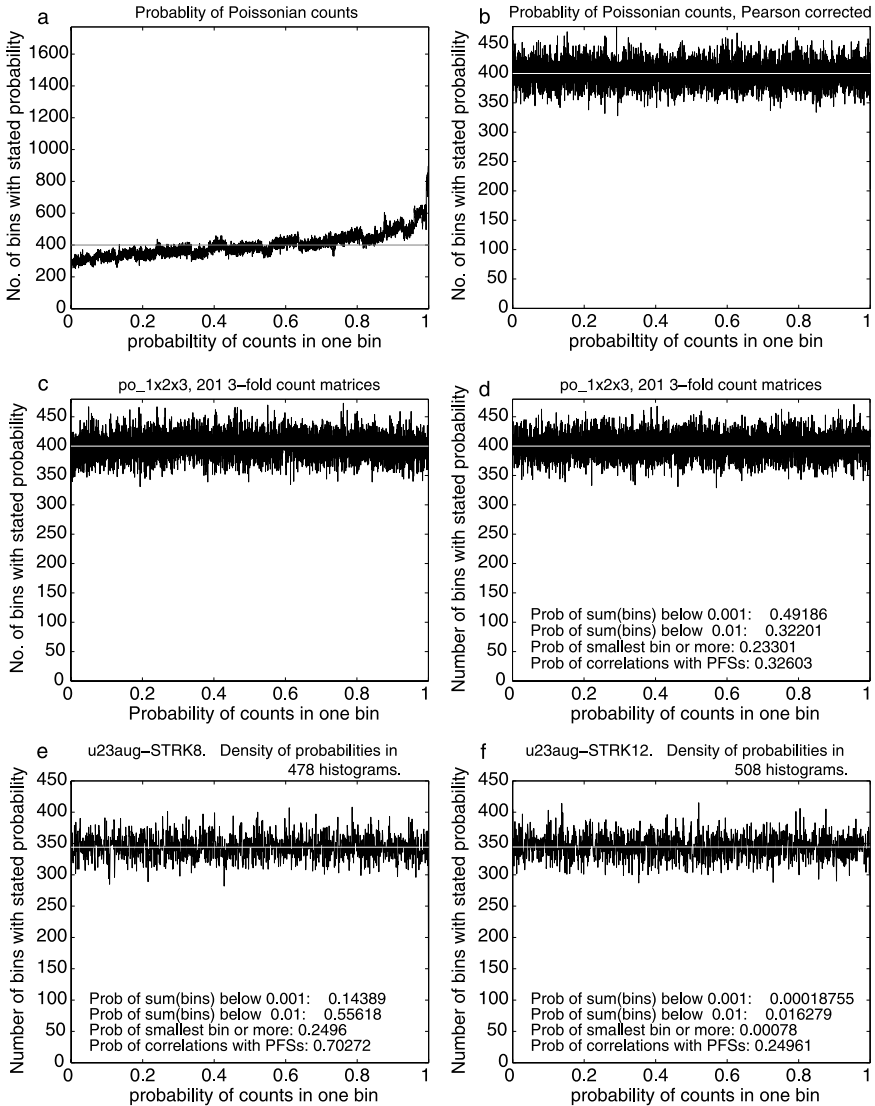 a
Probablity of Poissonian counts
No. of bins with stated probability
1600
1400
1200
1000
800
600
400
200
0
0 0.2 0.4 0.6 0.8 1
probabiltity of counts in one bin
b
Probablity of Poissonian counts, Pearson corrected
No. of bins with stated probability
450
400
350
300
250
200
150
100
50
0
0 0.2 0.4 0.6 0.8 1
probabiltity of counts in one bin
c
po_1x2x3, 201 3−fold count matrices
No. of bins with stated probability
450
400
350
300
250
200
150
100
50
0
0 0.2 0.4 0.6 0.8 1
Probability of counts in one bin
d
po_1x2x3, 201 3−fold count matrices
Number of bins with stated probability
450
400
350
300
250
200
150
100
50
0
Prob of sum(bins) below 0.001: 0.49186
Prob of sum(bins) below 0.01: 0.32201
Prob of smallest bin or more: 0.23301
Prob of correlations with PFSs: 0.32603
0 0.2 0.4 0.6 0.8 1
probability of counts in one bin
e
u23aug−STRK8. Density of probabilities in
478 histograms.
Number of bins with stated probability
450
400
350
300
250
200
150
100
50
0
Prob of sum(bins) below 0.001: 0.14389
Prob of sum(bins) below 0.01: 0.55618
Prob of smallest bin or more: 0.2496
Prob of correlations with PFSs: 0.70272
0 0.2 0.4 0.6 0.8 1
probability of counts in one bin
f
u23aug−STRK12. Density of probabilities in
508 histograms.
Number of bins with stated probability
450
400
350
300
250
200
150
100
50
0
Prob of sum(bins) below 0.001: 0.00018755
Prob of sum(bins) below 0.01: 0.016279
Prob of smallest bin or more: 0.00078
Prob of correlations with PFSs: 0.24961
0 0.2 0.4 0.6 0.8 1
probability of counts in one bin